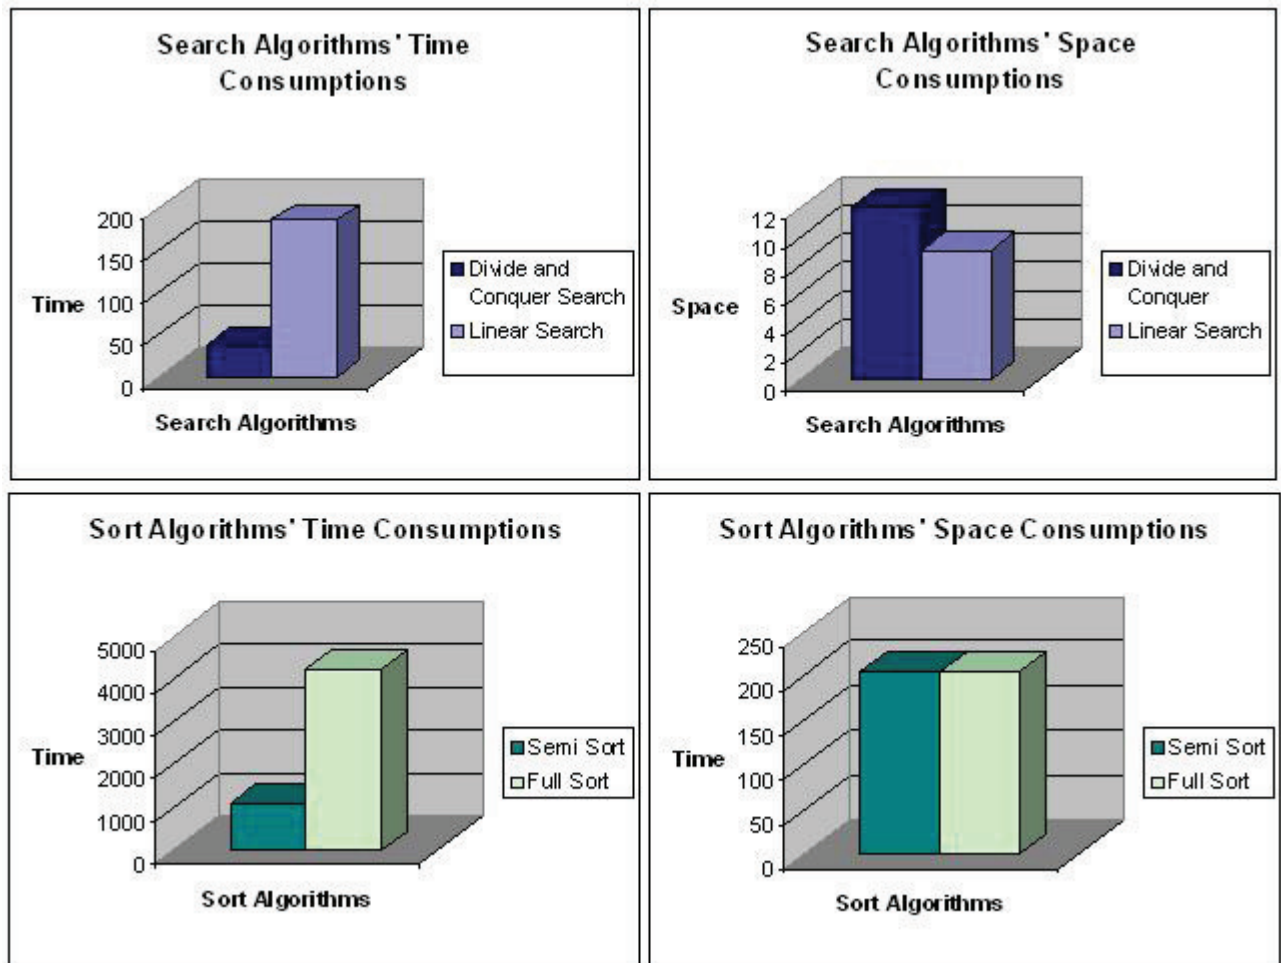 Search Algorithms' Time
Consumptions
200
150
100
50
0
Time
Search Algorithms
Divide and
Conquer Search
Linear Search
Search Algorithms' Space
Consumptions
12
10
8
6
4
2
0
Space
Search Algorithms
Divide and
Conquer
Linear Search
Sort Algorithms' Time Consumptions
5000
4000
3000
2000
1000
0
Time
Sort Algorithms
Semi Sort
Full Sort
Sort Algorithms' Space Consumptions
250
200
150
100
50
0
Time
Sort Algorithms
Semi Sort
Full Sort